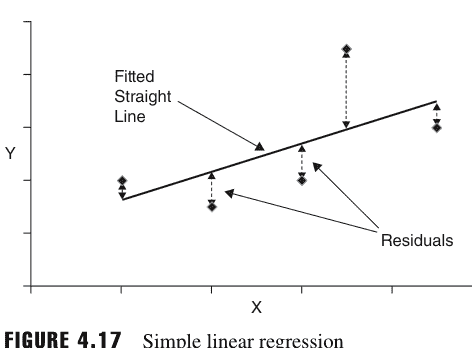 Fitted
Straight
Line
Y
Residuals
X
FIGURE 4.17 Simple linear regression